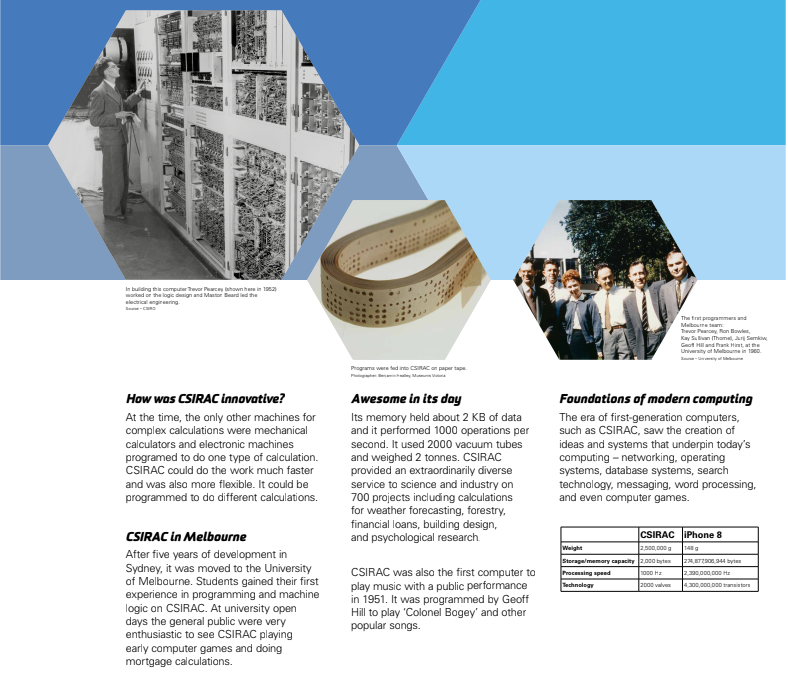 In building this computer Trevor Pearcey (shown here in 1952)
worked on the logic design and Maston Beard led the
electrical engineering.
Source – CSIRO
Programs were fed into CSIRAC on paper tape.
Photographer: Benjamin Healley, Museums Victoria
The first programmers and
Melbourne team:
Trevor Pearcey, Ron Bowles,
Kay Sullivan (Thorne), Jurij Semkiw,
Geoff Hill and Frank Hirst, at the
University of Melbourne in 1960.
Source – University of Melbourne
How was CSIRAC innovative?
At the time, the only other machines for
complex calculations were mechanical
calculators and electronic machines
programed to do one type of calculation.
CSIRAC could do the work much faster
and was also more flexible. It could be
programmed to do different calculations.
CSIRAC in Melbourne
After five years of development in
Sydney, it was moved to the University
of Melbourne. Students gained their first
experience in programming and machine
logic on CSIRAC. At university open
days the general public were very
enthusiastic to see CSIRAC playing
early computer games and doing
mortgage calculations.
Awesome in its day
Its memory held about 2 KB of data
and it performed 1000 operations per
second. It used 2000 vacuum tubes
and weighed 2 tonnes. CSIRAC
provided an extraordinarily diverse
service to science and industry on
700 projects including calculations
for weather forecasting, forestry,
financial loans, building design,
and psychological research.
CSIRAC was also the first computer to
play music with a public performance
in 1951. It was programmed by Geoff
Hill to play ‘Colonel Bogey’ and other
popular songs.
Foundations of modern computing
The era of first-generation computers,
such as CSIRAC, saw the creation of
ideas and systems that underpin today’s
computing – networking, operating
systems, database systems, search
technology, messaging, word processing,
and even computer games.
CSIRAC iPhone 8
Weight 2,500,000 g 148 g
Storage/memory capacity 2,000 bytes 274,877,906,944 bytes
Processing speed 1000 Hz 2,390,000,000 Hz
Technology 2000 valves 4,300,000,000 transistors